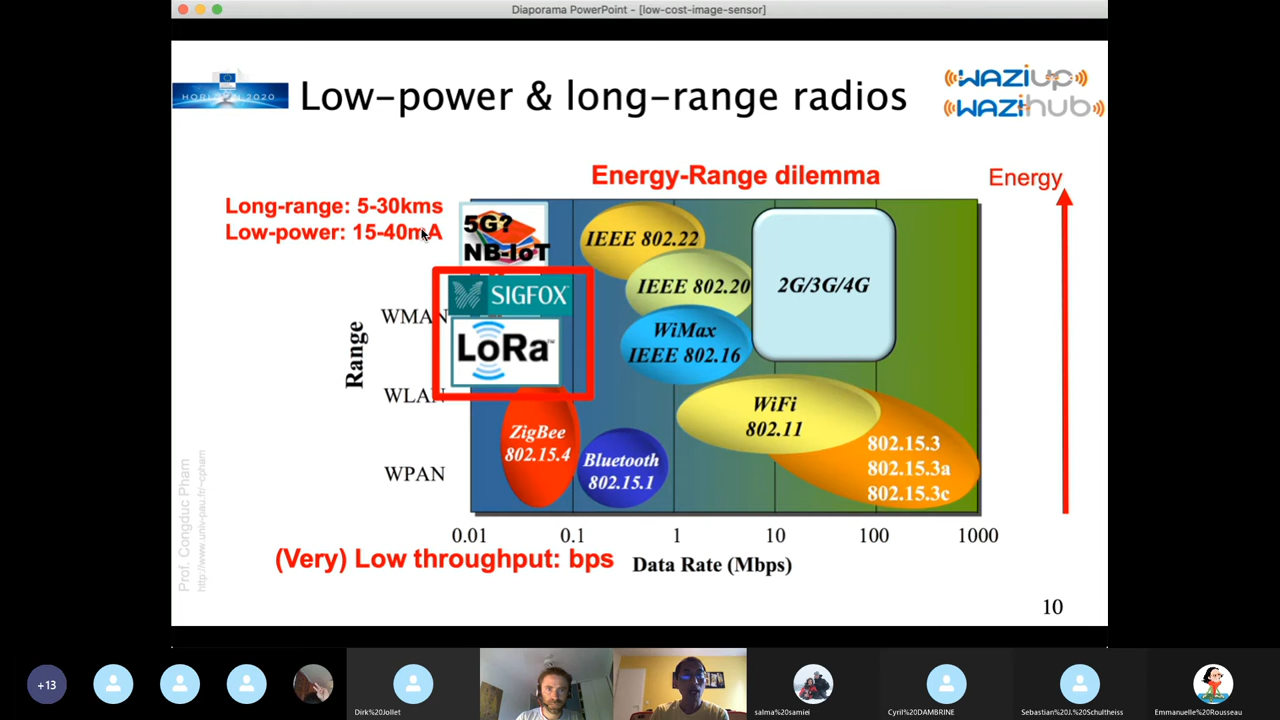 Diaporama PowerPoint - [low-cost-image-sensor]
HORIZON 2020
Low-power & long-range radios
WAZIUP
WAZIHUB
Energy-Range dilemma
Energy
Long-range: 5-30kms
Low-power: 15-40mA
5G?
NB-IoT
SIGFOX
LoRa™
IEEE 802.22
IEEE 802.20
2G/3G/4G
WiMax
IEEE 802.16
WiFi
802.11
802.15.3
802.15.3a
802.15.3c
ZigBee
802.15.4
Bluetooth
802.15.1
Range
WMAN
WLAN
WPAN
0.01 0.1 1 10 100 1000
Data Rate (Mbps)
(Very) Low throughput: bps
Prof. Congduc Pham
http://www.univ-pau.fr/~cpham
10
+13
Dirk%20Jollet
salma%20samiei
Cyril%20DAMBRINE
Sebastian%20J.%20Schultheiss
Emmanuelle%20Rousseau